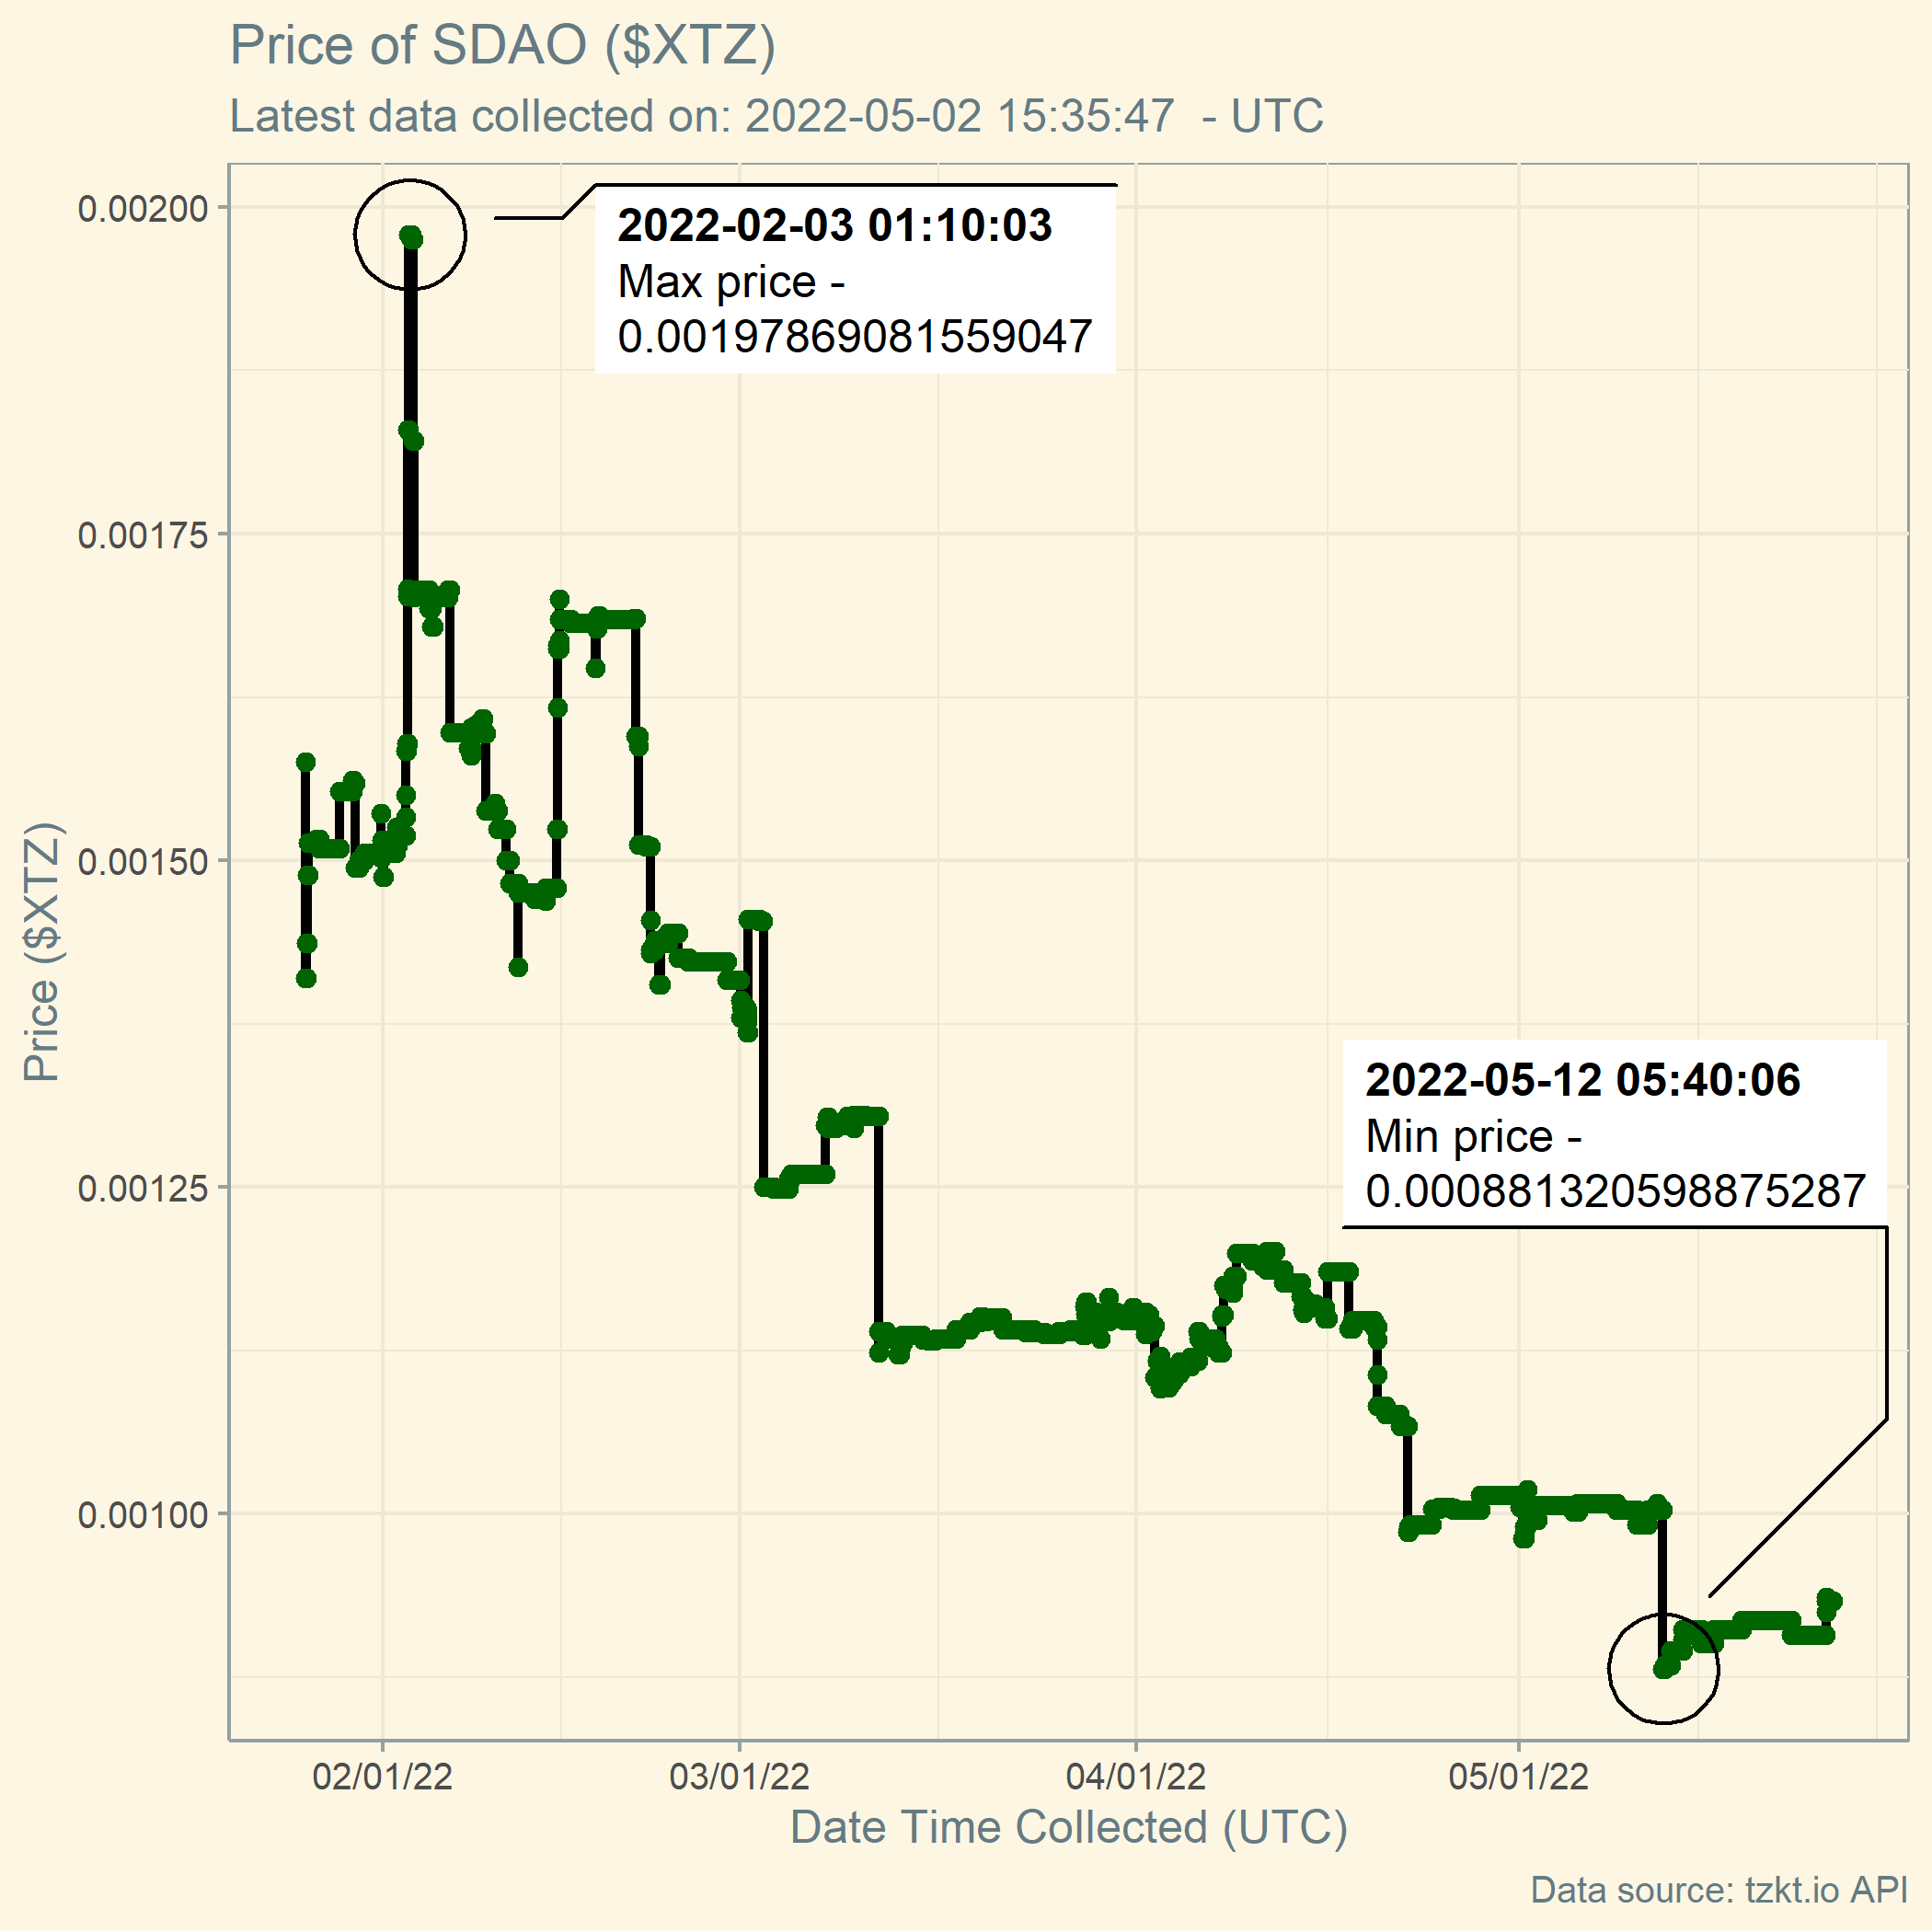 Price of SDAO ($XTZ)
Latest data collected on: 2022-05-02 15:35:47  - UTC
2022-02-03 01:10:03
Max price -
0.00197869081559047
2022-05-12 05:40:06
Min price -
0.000881320598875287
Price ($XTZ)
0.00200
0.00175
0.00150
0.00125
0.00100
02/01/22
03/01/22
04/01/22
05/01/22
Date Time Collected (UTC)
Data source: tzkt.io API